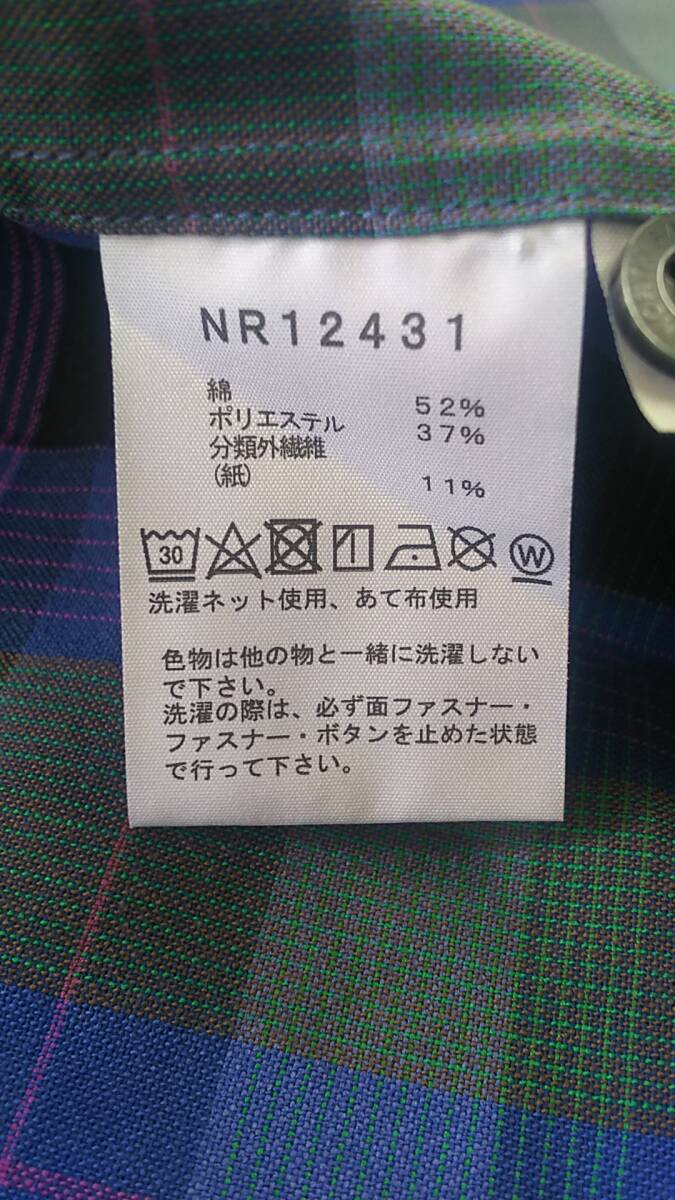 NR12431
綿 52%
ポリエステル 37%
分類外繊維
(紙) 11%
30 W
洗濯ネット使用、あて布使用
色物は他の物と一緒に洗濯しない
で下さい。
洗濯の際は、必ず面ファスナー・
ファスナー・ボタンを止めた状態
で行って下さい。